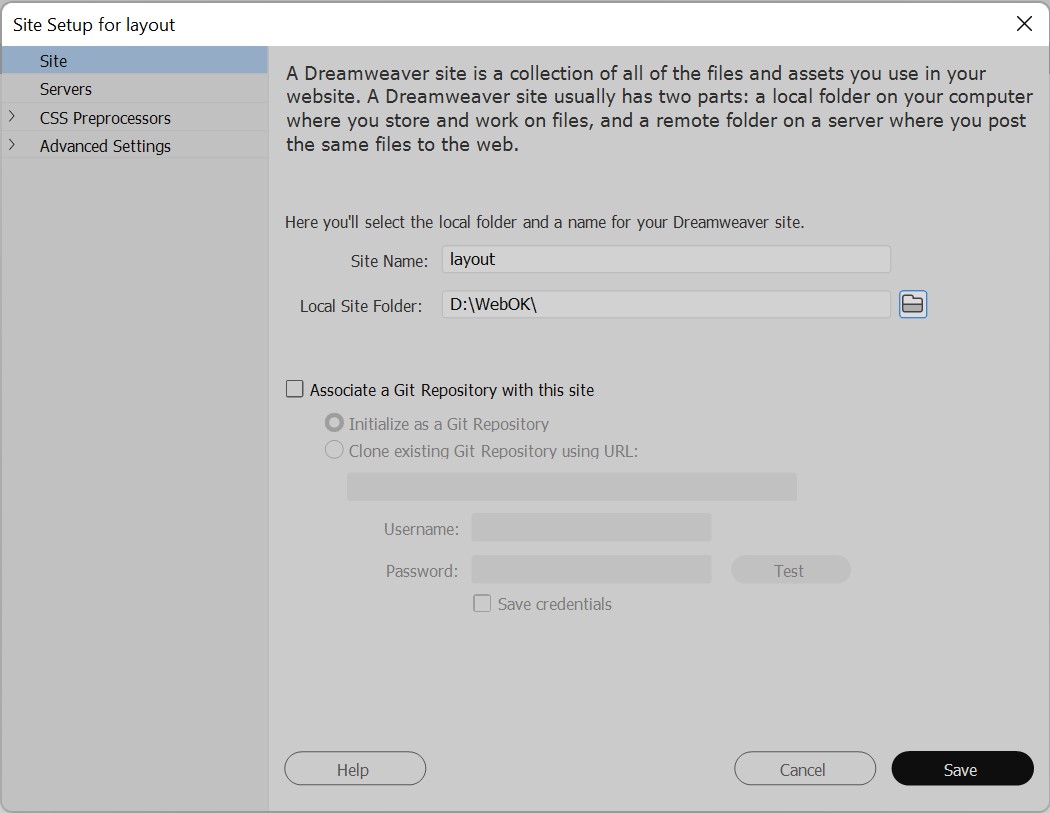 Site Setup for layout
Site
Servers
CSS Preprocessors
Advanced Settings
A Dreamweaver site is a collection of all of the files and assets you use in your
website. A Dreamweaver site usually has two parts: a local folder on your computer
where you store and work on files, and a remote folder on a server where you post
the same files to the web.
Here you'll select the local folder and a name for your Dreamweaver site.
Site Name: layout
Local Site Folder: D:\WebOK\
Associate a Git Repository with this site
Initialize as a Git Repository
Clone existing Git Repository using URL:
Username:
Password: Test
Save credentials
Help Cancel Save